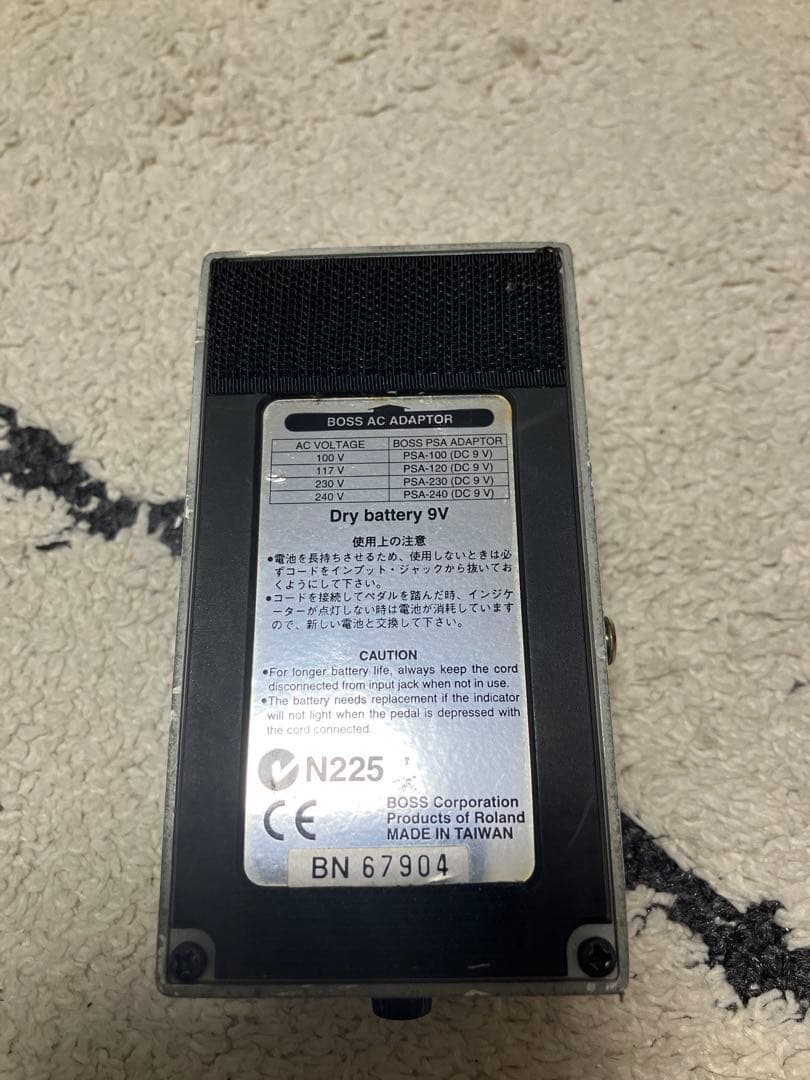 BOSS AC ADAPTOR
AC VOLTAGE BOSS PSA ADAPTOR
100 V PSA-100 (DC 9 V)
117 V PSA-120 (DC 9 V)
230 V PSA-230 (DC 9 V)
240 V PSA-240 (DC 9 V)
Dry battery 9V
使用上の注意
●電池を長持ちさせるため、使用しないときは必
ずコードをインプット・ジャックから抜いてお
くようにして下さい。
●コードを接続してペダルを踏んだ時、インジケ
ーターが点灯しない時は電池が消耗しています
ので、新しい電池と交換して下さい。
CAUTION
●For longer battery life, always keep the cord
disconnected from input jack when not in use.
●The battery needs replacement if the indicator
will not light when the pedal is depressed with
the cord connected.
N225
CE
BOSS Corporation
Products of Roland
MADE IN TAIWAN
BN 67904